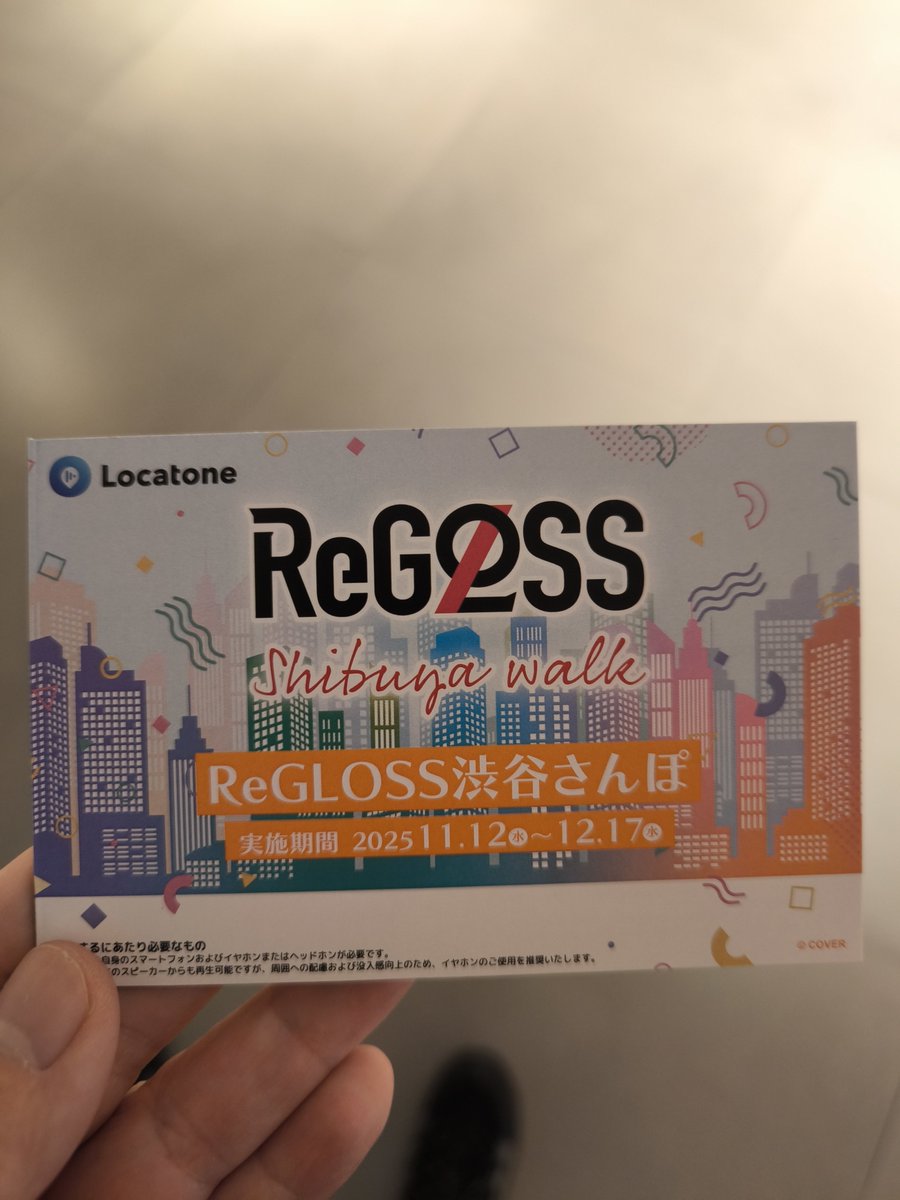 Locatone
ReGLOSS
Shibuya walk
ReGLOSS渋谷さんぽ
実施期間 2025 11.12㊌~12.17㊌
するにあたり必要なもの
自身のスマートフォンおよびイヤホンまたはヘッドホンが必要です。
のスピーカーからも再生可能ですが、周囲への配慮および没入感向上のため、イヤホンのご使用を推奨いたします。
© COVER